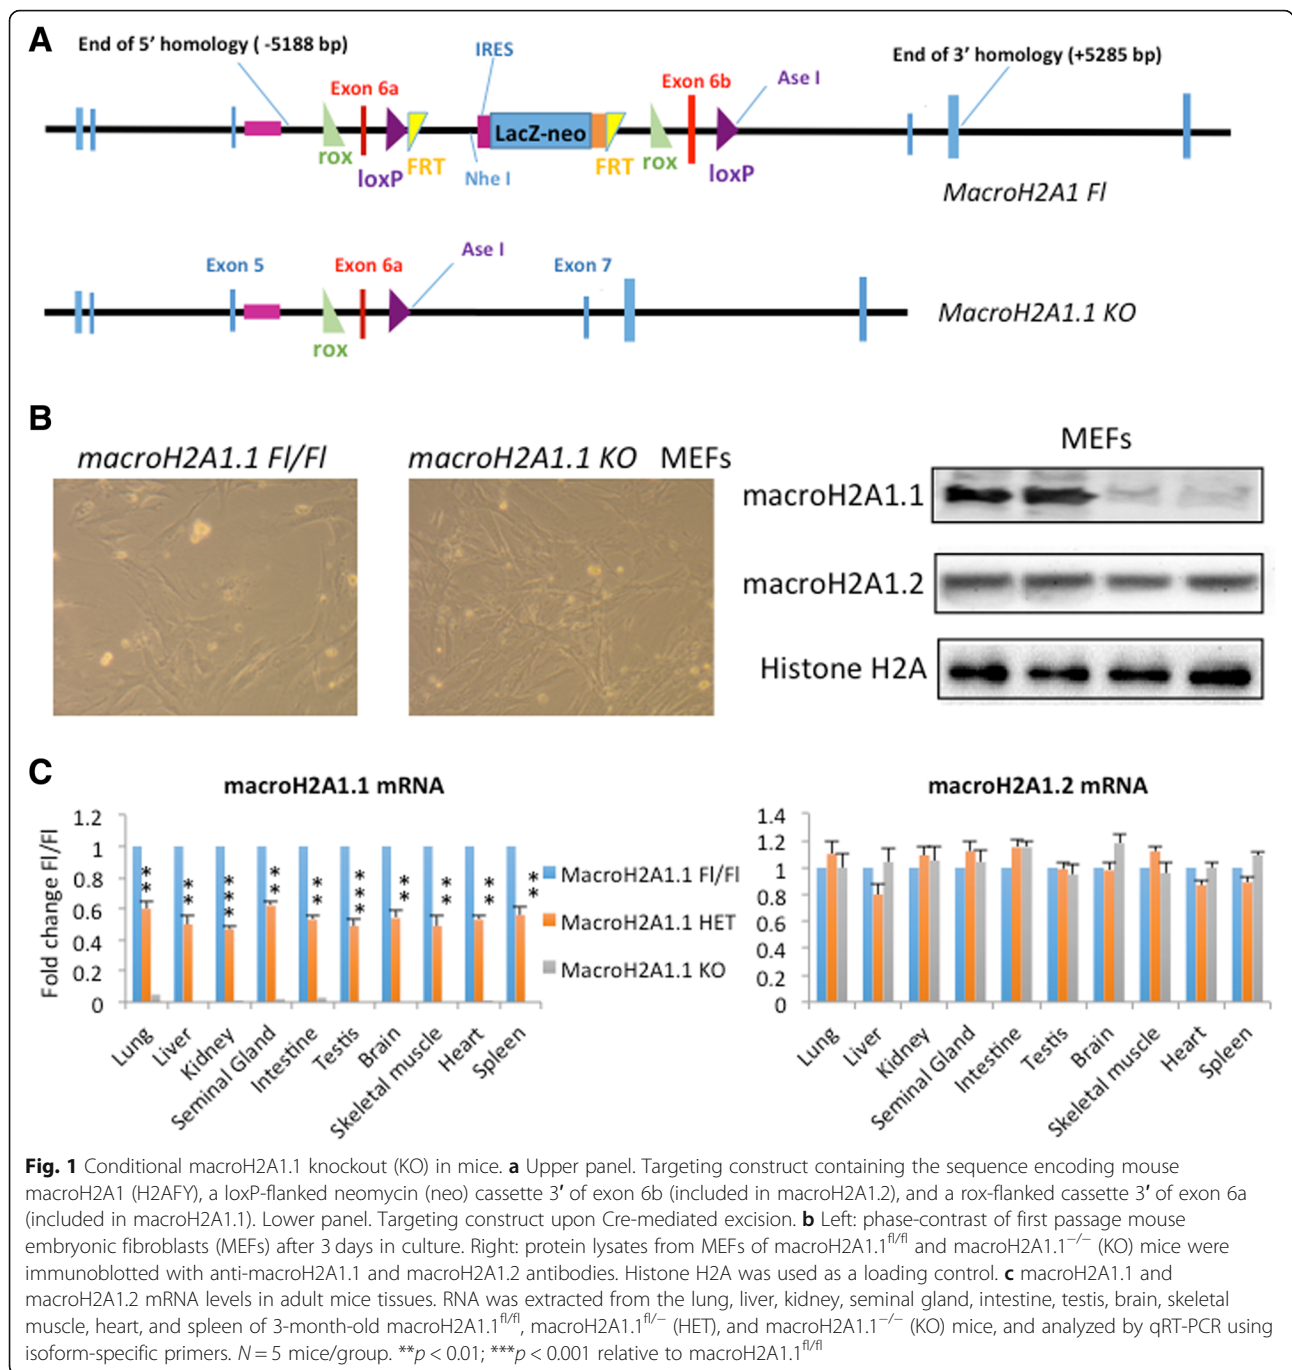 A
End of 5' homology ( -5188 bp)
IRES
End of 3' homology (+5285 bp)
Exon 6a
Exon 6b
Ase I
LacZ-neo
rox
loxP
FRT
Nhe I
FRT
rox
loxP
MacroH2A1 Fl
Exon 5
Exon 6a
Ase I
Exon 7
rox
MacroH2A1.1 KO
B
macroH2A1.1 Fl/Fl
macroH2A1.1 KO MEFs
MEFs
macroH2A1.1
macroH2A1.2
Histone H2A
C
macroH2A1.1 mRNA
Fold change Fl/Fl
1.2
1
0.8
0.6
0.4
0.2
0
** ** *** ** ** *** ** ** ** **
Lung
Liver
Kidney
Seminal Gland
Intestine
Testis
Brain
Skeletal muscle
Heart
Spleen
MacroH2A1.1 Fl/Fl
MacroH2A1.1 HET
MacroH2A1.1 KO
macroH2A1.2 mRNA
1.4
1.2
1
0.8
0.6
0.4
0.2
0
Lung
Liver
Kidney
Seminal Gland
Intestine
Testis
Brain
Skeletal muscle
Heart
Spleen
Fig. 1 Conditional macroH2A1.1 knockout (KO) in mice. a Upper panel. Targeting construct containing the sequence encoding mouse
macroH2A1 (H2AFY), a loxP-flanked neomycin (neo) cassette 3′ of exon 6b (included in macroH2A1.2), and a rox-flanked cassette 3′ of exon 6a
(included in macroH2A1.1). Lower panel. Targeting construct upon Cre-mediated excision. b Left: phase-contrast of first passage mouse
embryonic fibroblasts (MEFs) after 3 days in culture. Right: protein lysates from MEFs of macroH2A1.1fl/fl and macroH2A1.1−/− (KO) mice were
immunoblotted with anti-macroH2A1.1 and macroH2A1.2 antibodies. Histone H2A was used as a loading control. c macroH2A1.1 and
macroH2A1.2 mRNA levels in adult mice tissues. RNA was extracted from the lung, liver, kidney, seminal gland, intestine, testis, brain, skeletal
muscle, heart, and spleen of 3-month-old macroH2A1.1fl/fl, macroH2A1.1fl/− (HET), and macroH2A1.1−/− (KO) mice, and analyzed by qRT-PCR using
isoform-specific primers. N = 5 mice/group. **p < 0.01; ***p < 0.001 relative to macroH2A1.1fl/fl